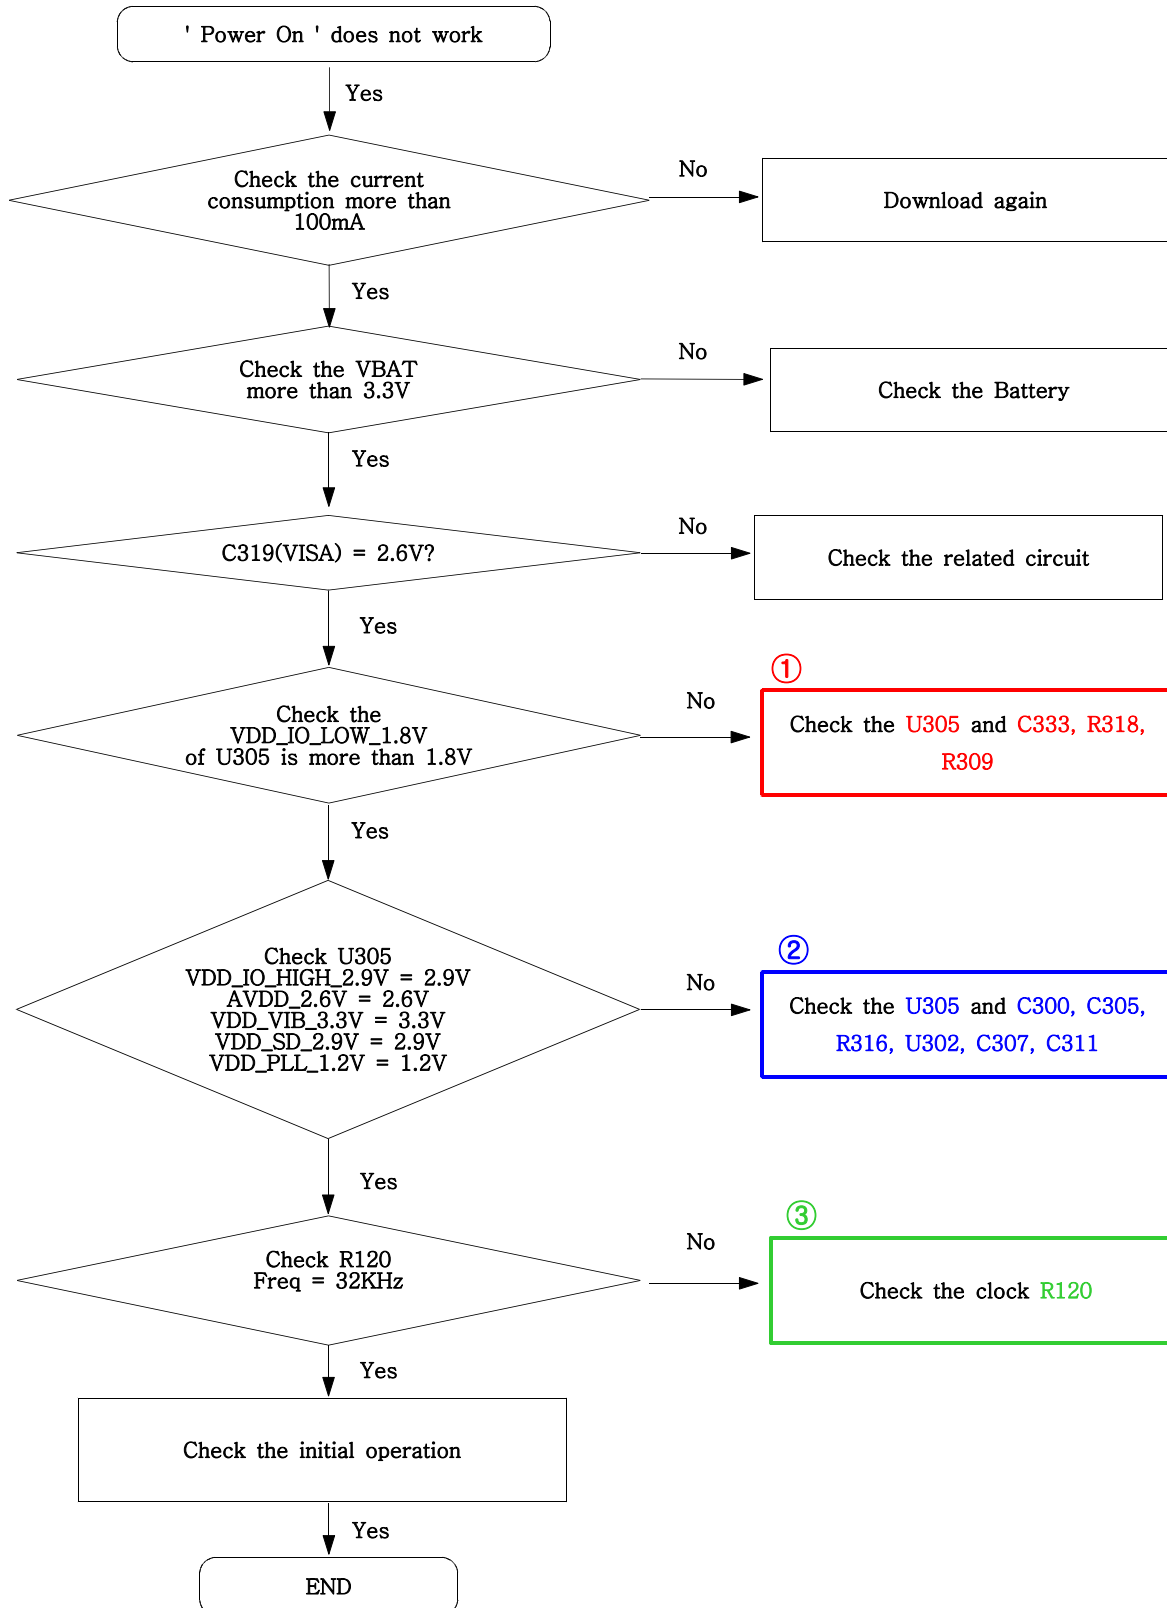 ' Power On ' does not work
Yes
Check the current
consumption more than
100mA
No
Download again
Yes
Check the VBAT
more than 3.3V
No
Check the Battery
Yes
C319(VISA) = 2.6V?
No
Check the related circuit
Yes
Check the
VDD_IO_LOW_1.8V
of U305 is more than 1.8V
No
①
Check the U305 and C333, R318,
R309
Yes
Check U305
VDD_IO_HIGH_2.9V = 2.9V
AVDD_2.6V = 2.6V
VDD_VIB_3.3V = 3.3V
VDD_SD_2.9V = 2.9V
VDD_PLL_1.2V = 1.2V
No
②
Check the U305 and C300, C305,
R316, U302, C307, C311
Yes
Check R120
Freq = 32KHz
No
③
Check the clock R120
Yes
Check the initial operation
Yes
END